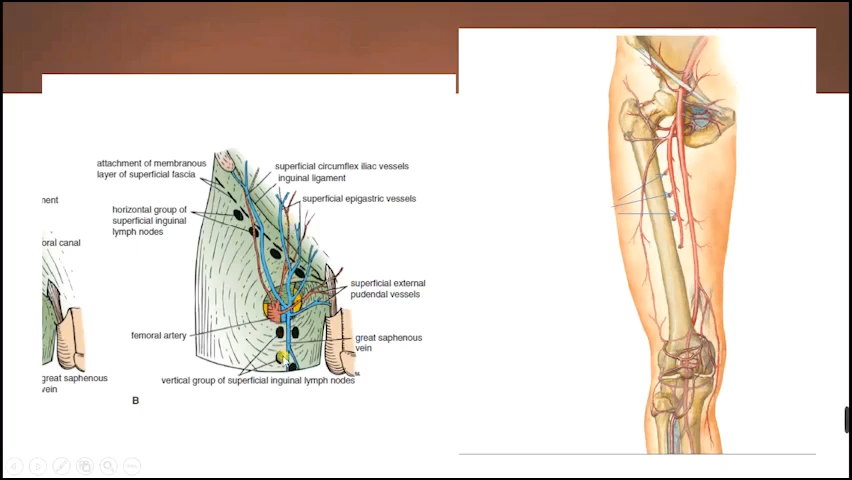 attachment of membranous
layer of superficial fascia
superficial circumflex iliac vessels
inguinal ligament
superficial epigastric vessels
horizontal group of
superficial inguinal
lymph nodes
ment
oral canal
superficial external
pudendal vessels
femoral artery
great saphenous
vein
vertical group of superficial inguinal lymph nodes
great saphenous
vein
B